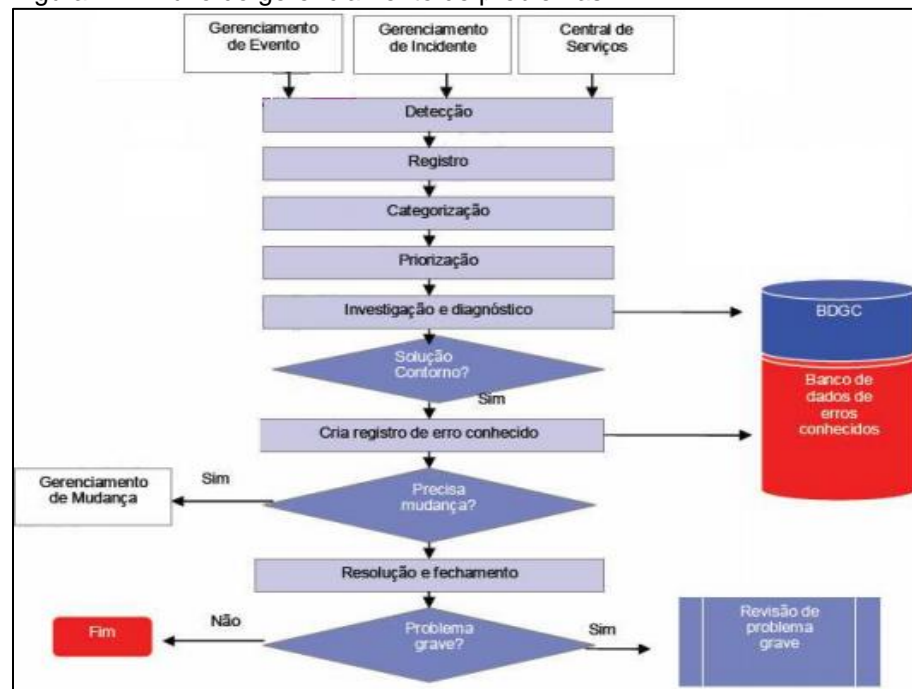 Gerenciamento
de Evento
Gerenciamento
de Incidente
Central de
Serviços
Detecção
Registro
Categorização
Priorização
Investigação e diagnóstico
BDGC
Solução
Contorno?
Sim
Banco de
dados de
erros
conhecidos
Cria registro de erro conhecido
Gerenciamento
de Mudança
Sim
Precisa
mudança?
Resolução e fechamento
Fim
Não
Problema
grave?
Sim
Revisão de
problema
grave